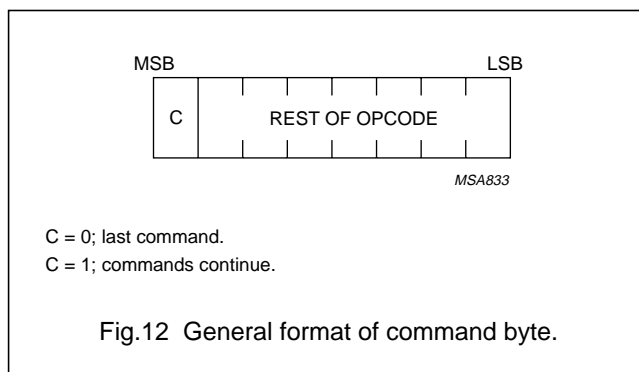 MSB LSB
C REST OF OPCODE
MSA833
C = 0; last command.
C = 1; commands continue.
Fig.12 General format of command byte.